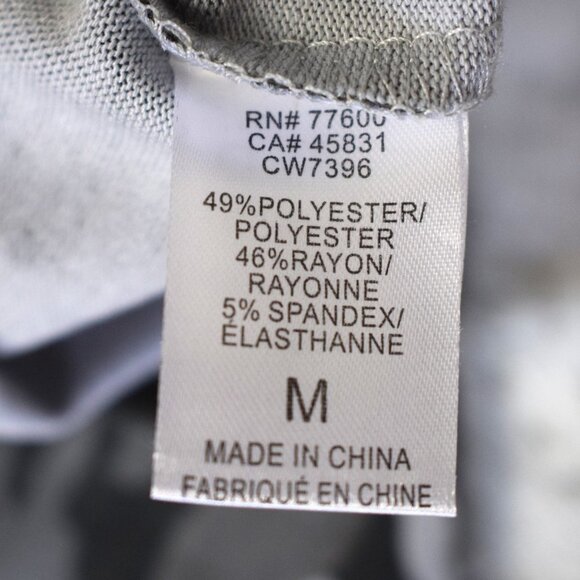 RN# 77600
CA# 45831
CW7396
49%POLYESTER/
POLYESTER
46%RAYON/
RAYONNE
5% SPANDEX/
ÉLASTHANNE
M
MADE IN CHINA
FABRIQUÉ EN CHINE